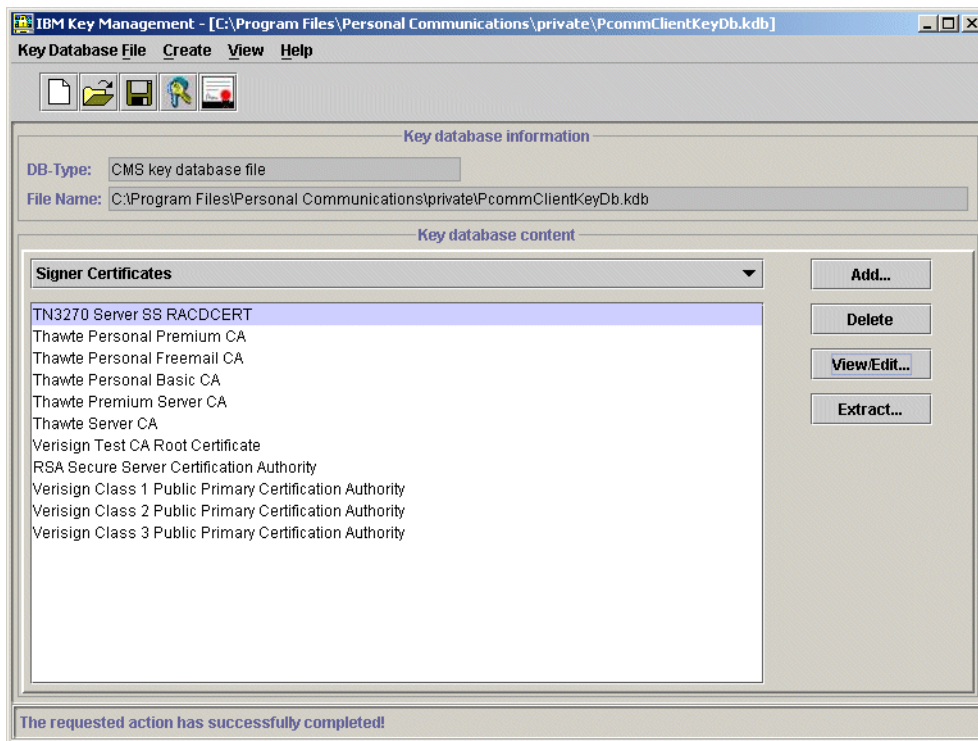 IBM Key Management - [C:\Program Files\Personal Communications\private\PcommClientKeyDb.kdb]
Key Database File Create View Help
Key database information
DB-Type: CMS key database file
File Name: C:\Program Files\Personal Communications\private\PcommClientKeyDb.kdb
Key database content
Signer Certificates
Add...
TN3270 Server SS RACDCERT
Delete
Thawte Personal Premium CA
Thawte Personal Freemail CA
View/Edit...
Thawte Personal Basic CA
Thawte Premium Server CA
Extract...
Thawte Server CA
Verisign Test CA Root Certificate
RSA Secure Server Certification Authority
Verisign Class 1 Public Primary Certification Authority
Verisign Class 2 Public Primary Certification Authority
Verisign Class 3 Public Primary Certification Authority
The requested action has successfully completed!